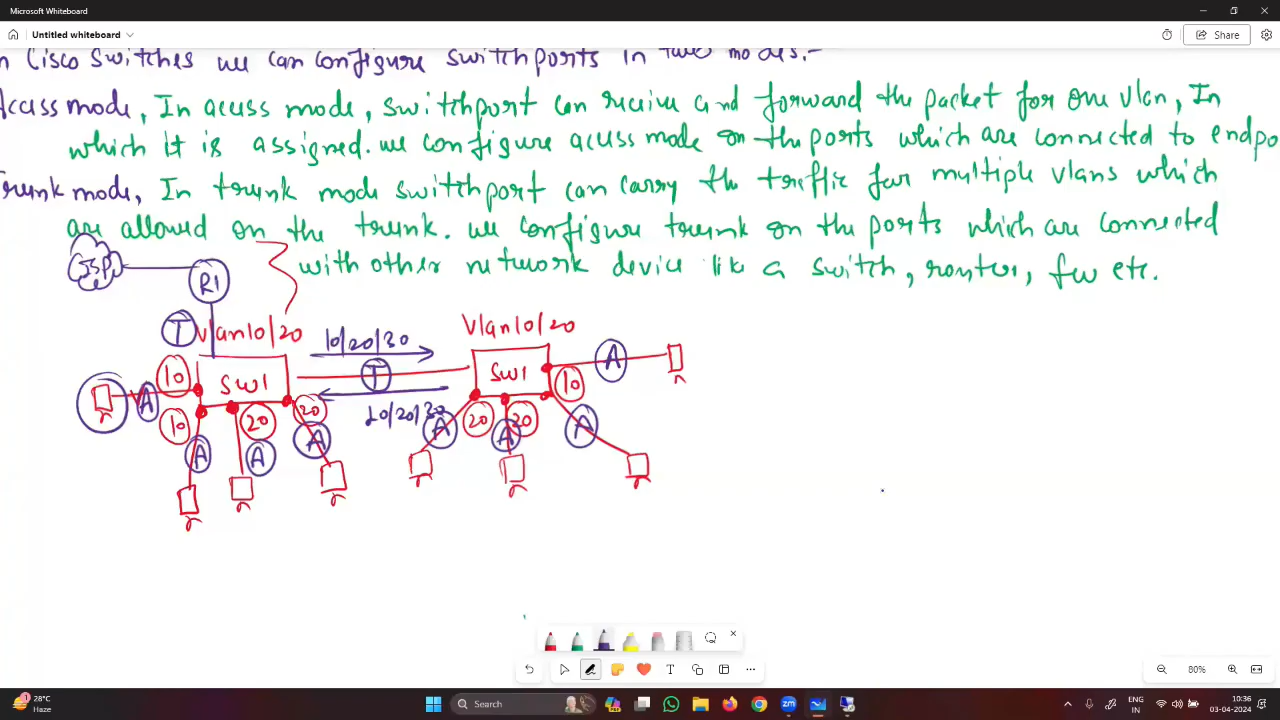 Microsoft Whiteboard
Untitled whiteboard
Share
n Cisco switches we can configure switchports in two modes:-
Access mode, In acuss mode, switchport can receive and forward the packet for one vlan, In
which it is assigned. we configure acuss mode on the ports which are connected to endpo
Trunk mode, In trunk mode switchport can carry the traffic for multiple vlans which
are allowed on the trunk. we configure trunk on the ports which are connected
with other network device lik a switch, router, fw etc.
ISP
R1
T
Vlan10/20
10/20/30
Vlan10/20
10
SW1
T
SW1
10
A
A
10
20
20
10/20/30
A
20
A
20
A
A
A
A
80%
28°C
Haze
Search
ENG
IN
10:36
03-04-2024